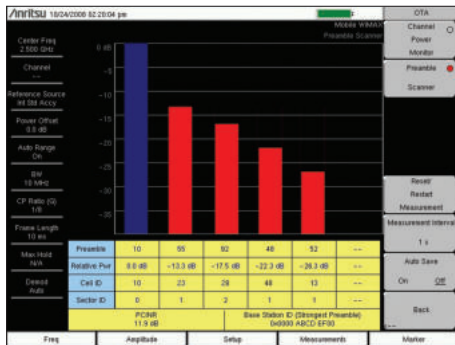 Anritsu 10/24/2008 02:20:04 pm
OTA
Mobile WiMAX
Preamble Scanner
Channel
Power
Monitor
Preamble
Scanner
Reset/
Restart
Measurement
Measurement Interval
1 s
Auto Save
On Off
Back
Center Freq
2.500 GHz
Channel
--
Reference Source
Int Std Accy
Power Offset
0.0 dB
Auto Range
On
BW
10 MHz
CP Ratio (G)
1/8
Frame Length
10 ms
Max Hold
N/A
Demod
Auto
0 dB
-5
-10
-15
-20
-25
-30
-35
Preamble 10 55 82 48 52 --
Relative Pwr 0.0 dB -13.3 dB -17.5 dB -22.3 dB -26.3 dB --
Cell ID 10 23 28 48 13 --
Sector ID 0 1 2 1 1 --
PCINR
11.9 dB
Base Station ID (Strongest Preamble)
0x0000 ABCD EF00
Freq Amplitude Setup Measurements Marker